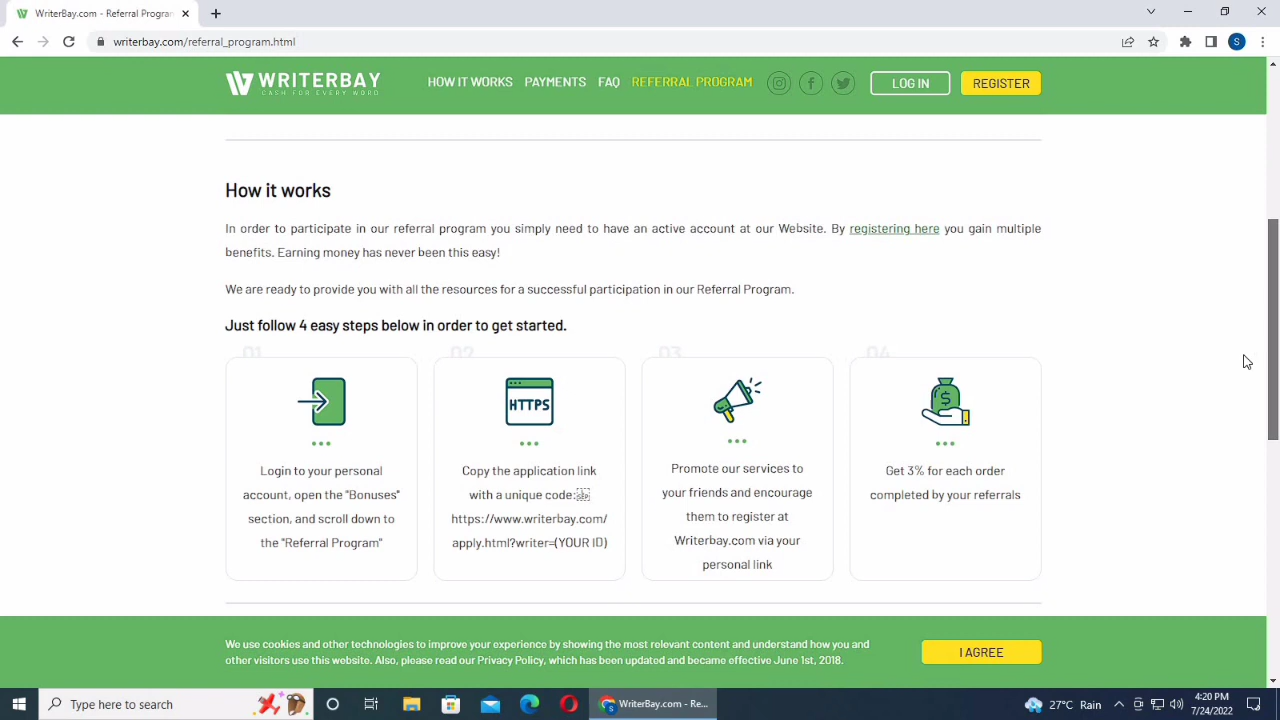 WriterBay.com - Referral Program
writerbay.com/referral_program.html
S
WRITERBAY
CASH FOR EVERY WORD
HOW IT WORKS
PAYMENTS
FAQ
REFERRAL PROGRAM
LOG IN
REGISTER
How it works
In order to participate in our referral program you simply need to have an active account at our Website. By registering here you gain multiple
benefits. Earning money has never been this easy!
We are ready to provide you with all the resources for a successful participation in our Referral Program.
Just follow 4 easy steps below in order to get started.
01
02
03
04
HTTPS
Login to your personal
account, open the "Bonuses"
section, and scroll down to
the "Referral Program"
Copy the application link
with a unique code:
https://www.writerbay.com/
apply.html?writer=(YOUR ID)
Promote our services to
your friends and encourage
them to register at
Writerbay.com via your
personal link
$
Get 3% for each order
completed by your referrals
We use cookies and other technologies to improve your experience by showing the most relevant content and understand how you and
other visitors use this website. Also, please read our Privacy Policy, which has been updated and became effective June 1st, 2018.
I AGREE
Type here to search
WriterBay.com - Re...
27°C Rain
4:20 PM
7/24/2022